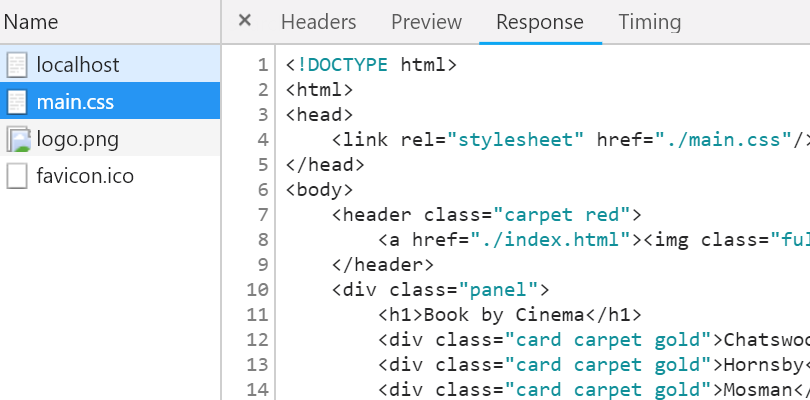 Name
× Headers Preview Response Timing
localhost
main.css
logo.png
favicon.ico
1 <!DOCTYPE html>
2 <html>
3 <head>
4 <link rel="stylesheet" href="./main.css"/>
5 </head>
6 <body>
7 <header class="carpet red">
8 <a href="./index.html"><img class="ful
9 </header>
10 <div class="panel">
11 <h1>Book by Cinema</h1>
12 <div class="card carpet gold">Chatswoo
13 <div class="card carpet gold">Hornsby<
14 <div class="card carpet gold">Mosman</